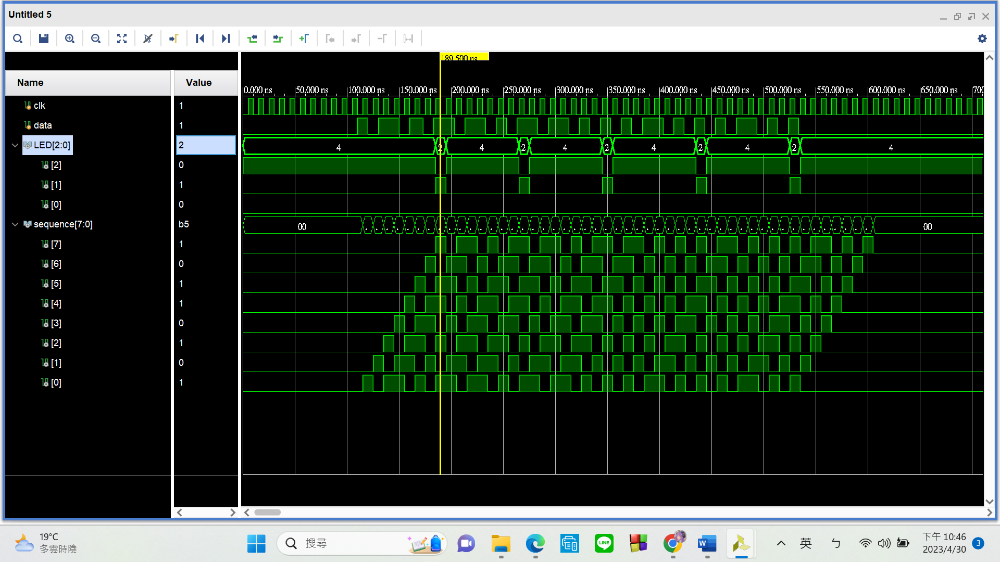 Untitled 5
189.500 ns
Name
Value
0.000 ns 50.000 ns 100.000 ns 150.000 ns 200.000 ns 250.000 ns 300.000 ns 350.000 ns 400.000 ns 450.000 ns 500.000 ns 550.000 ns 600.000 ns 650.000 ns 700
clk 1
data 1
LED[2:0] 2 4 2 4 2 4 2 4 2 4 2 4
[2] 0
[1] 1
[0] 0
sequence[7:0] b5 00 00
[7] 1
[6] 0
[5] 1
[4] 1
[3] 0
[2] 1
[1] 0
[0] 1
19°C
多雲時陰
搜尋
LINE
W
英
ㄅ
下午 10:46
2023/4/30
3